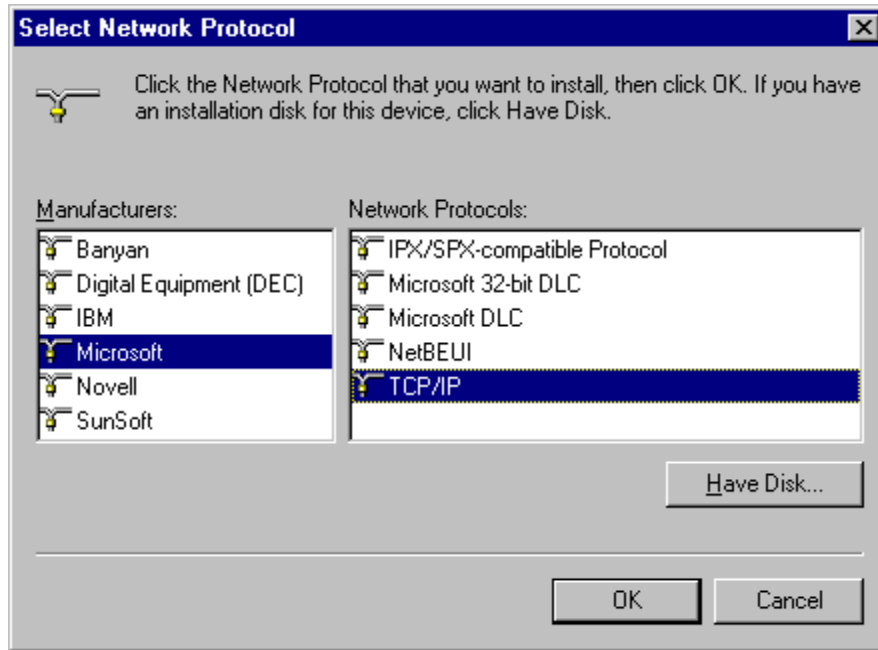 Select Network Protocol
Click the Network Protocol that you want to install, then click OK. If you have
an installation disk for this device, click Have Disk.
Manufacturers:
Banyan
Digital Equipment (DEC)
IBM
Microsoft
Novell
SunSoft
Network Protocols:
IPX/SPX-compatible Protocol
Microsoft 32-bit DLC
Microsoft DLC
NetBEUI
TCP/IP
Have Disk...
OK
Cancel